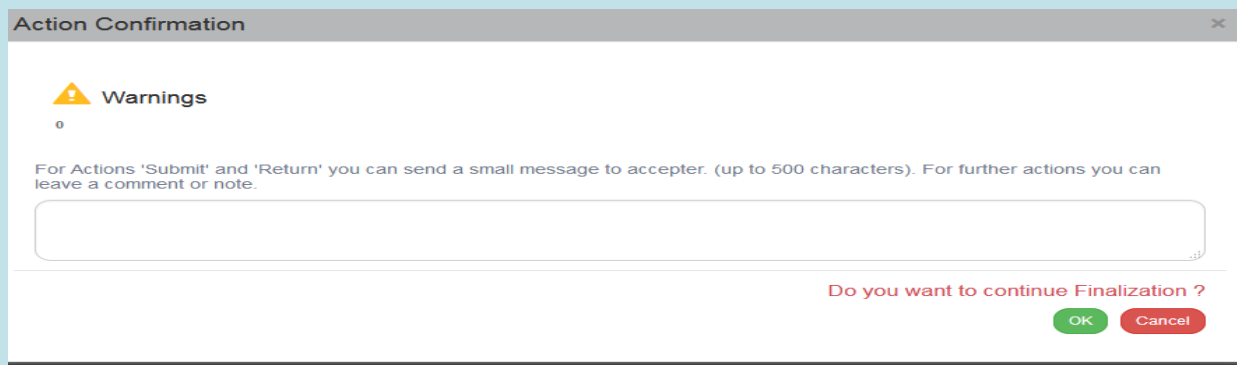 Action Confirmation ×
Warnings
0
For Actions 'Submit' and 'Return' you can send a small message to accepter. (up to 500 characters). For further actions you can
leave a comment or note.
Do you want to continue Finalization ?
OK Cancel